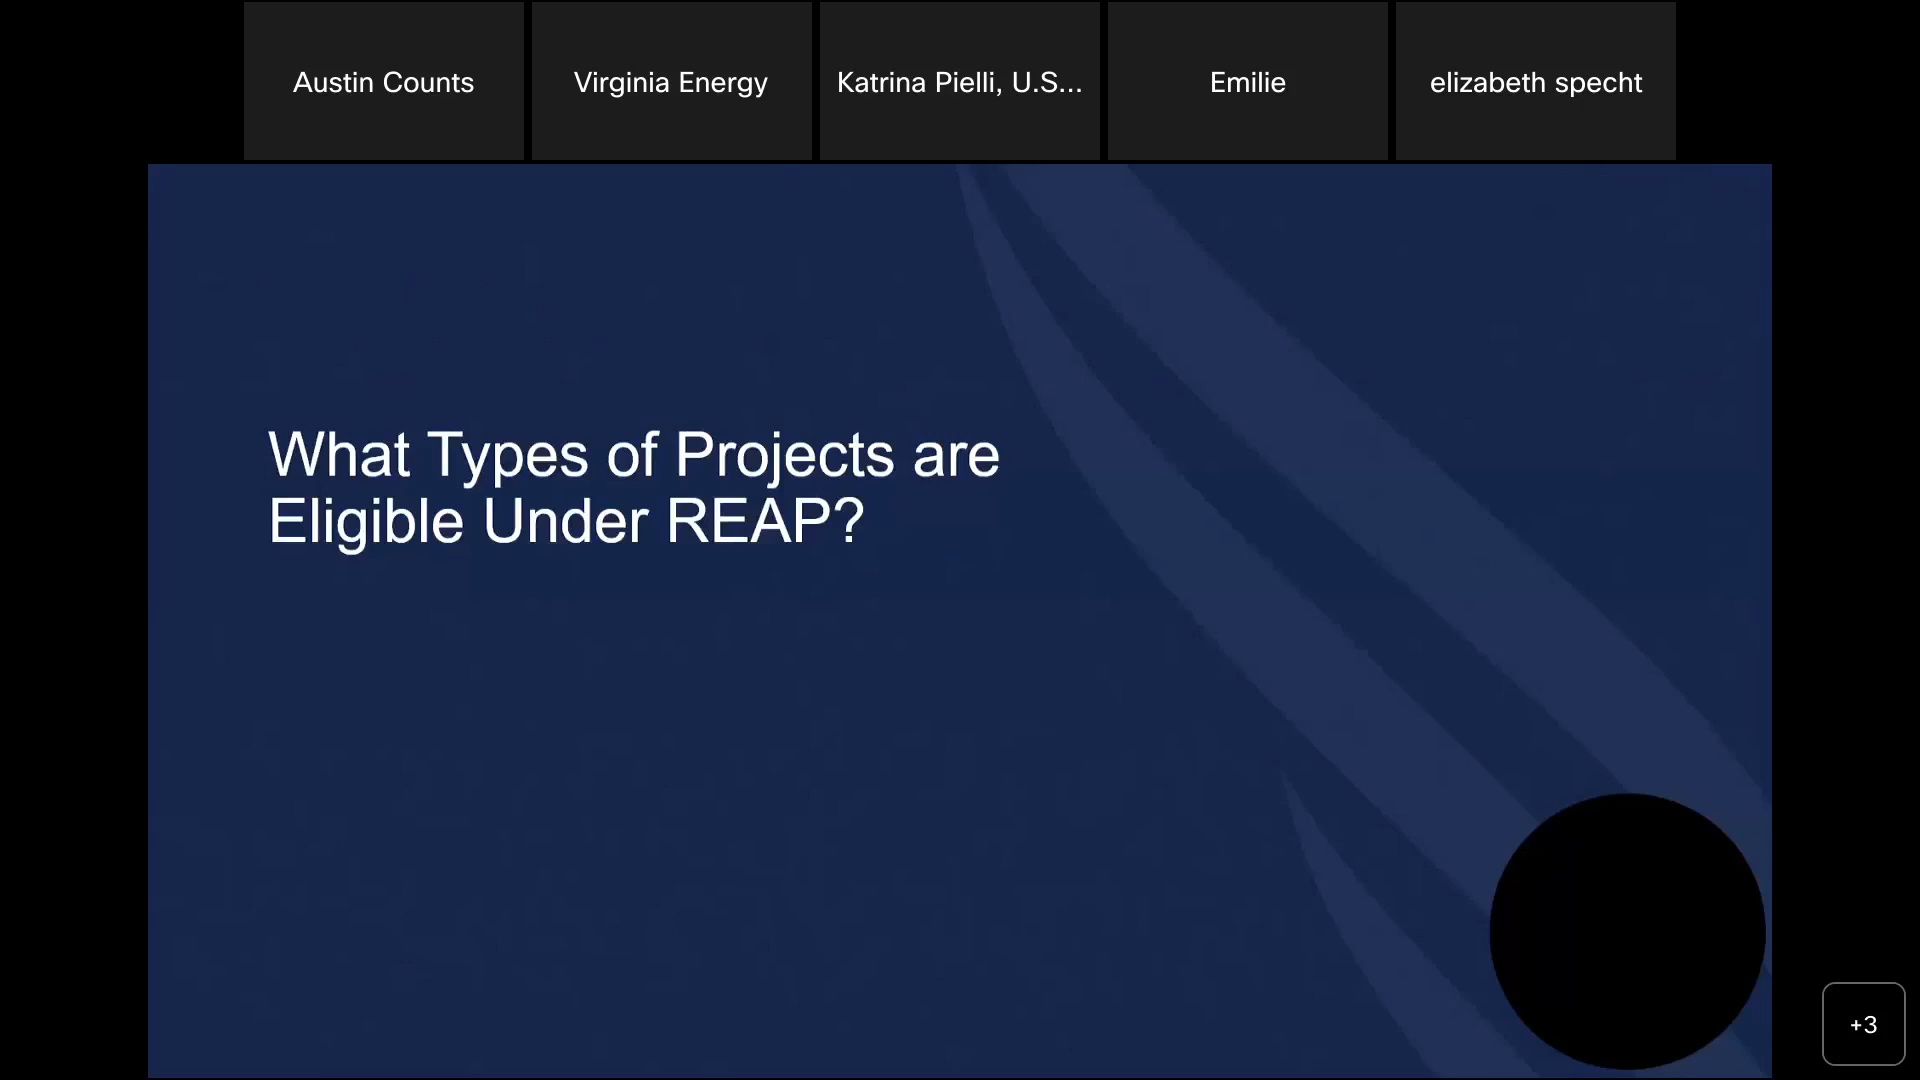 Austin Counts
Virginia Energy
Katrina Pielli, U.S...
Emilie
elizabeth specht
What Types of Projects are
Eligible Under REAP?
+3